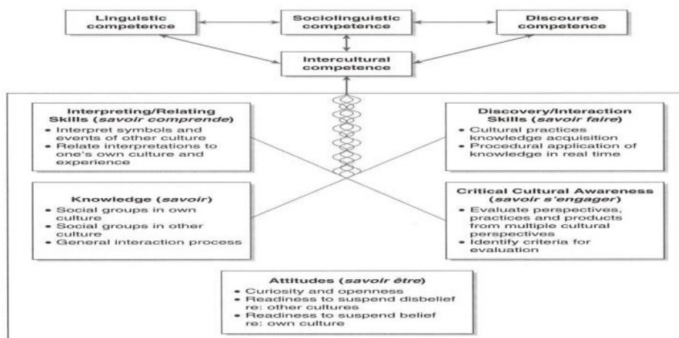 Linguistic
competence
Sociolinguistic
competence
Discourse
competence
Intercultural
competence
Interpreting/Relating
Skills (savoir comprende)
• Interpret symbols and
events of other culture
• Relate interpretations to
one's own culture and
experience
Discovery/Interaction
Skills (savoir faire)
• Cultural practices
knowledge acquisition
• Procedural application of
knowledge in real time
Knowledge (savoir)
• Social groups in own
culture
• Social groups in other
culture
• General interaction process
Critical Cultural Awareness
(savoir s'engager)
• Evaluate perspectives,
practices and products
from multiple cultural
perspectives
• Identify criteria for
evaluation
Attitudes (savoir être)
• Curiosity and openness
• Readiness to suspend disbelief
re: other cultures
• Readiness to suspend belief
re: own culture